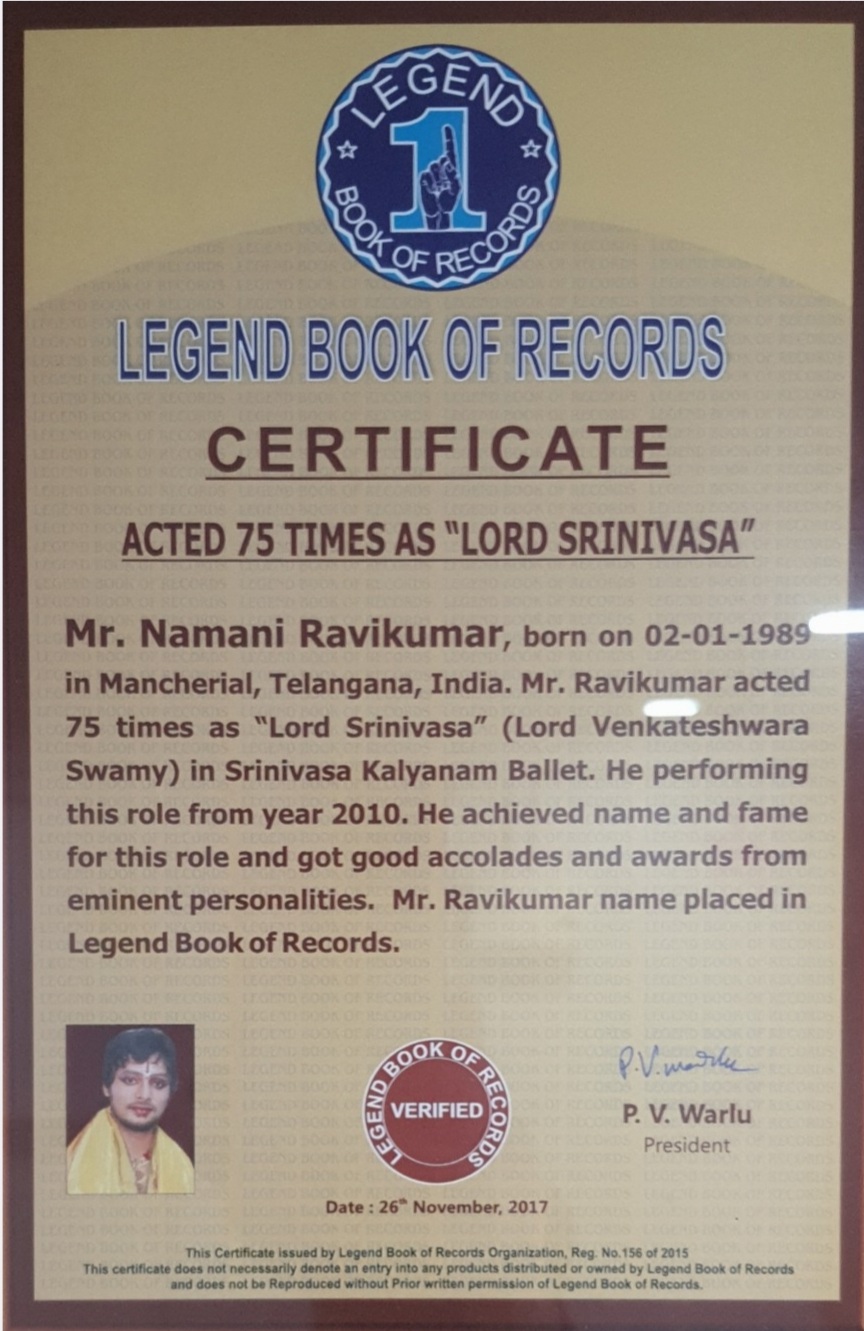 LEGEND
1
BOOK OF RECORDS
LEGEND BOOK OF RECORDS
CERTIFICATE
ACTED 75 TIMES AS “LORD SRINIVASA”
Mr. Namani Ravikumar, born on 02-01-1989
in Mancherial, Telangana, India. Mr. Ravikumar acted
75 times as “Lord Srinivasa” (Lord Venkateshwara
Swamy) in Srinivasa Kalyanam Ballet. He performing
this role from year 2010. He achieved name and fame
for this role and got good accolades and awards from
eminent personalities. Mr. Ravikumar name placed in
Legend Book of Records.
LEGEND BOOK OF RECORDS
VERIFIED
LEGEND BOOK OF RECORDS
P.V.warlu
P. V. Warlu
President
Date : 26th November, 2017
This Certificate issued by Legend Book of Records Organization, Reg. No.156 of 2015
This certificate does not necessarily denote an entry into any products distributed or owned by Legend Book of Records
and does not be Reproduced without Prior written permission of Legend Book of Records.